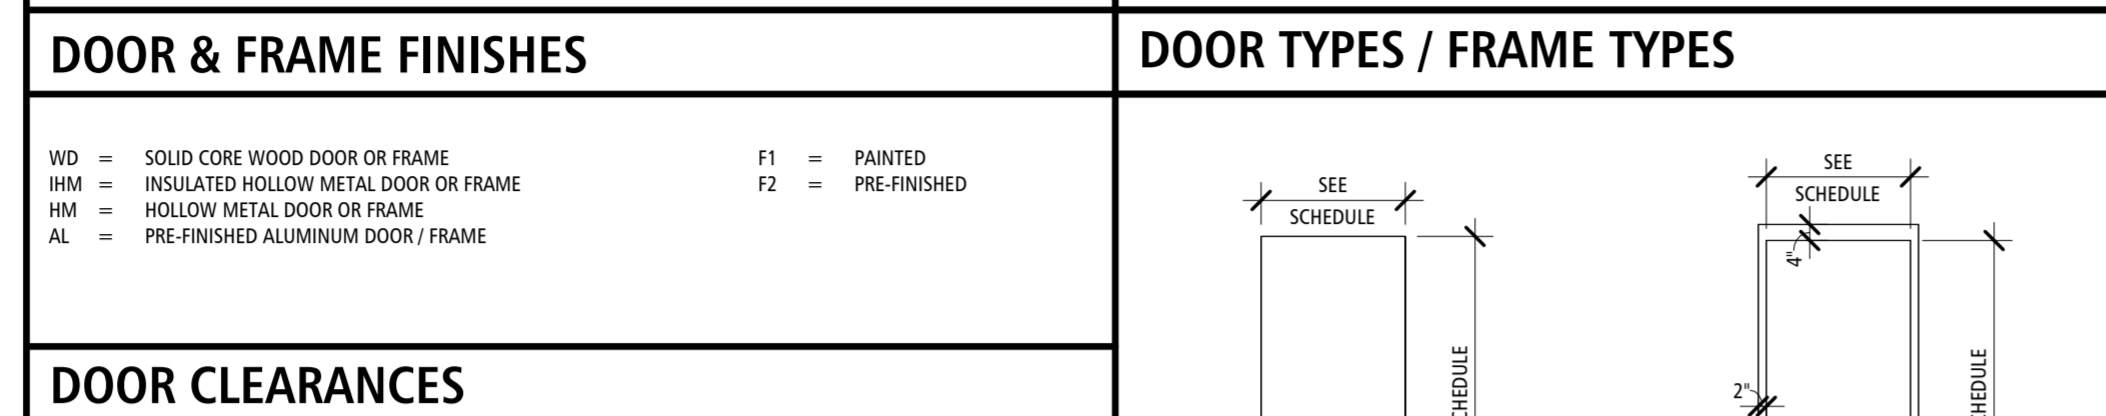 DOOR & FRAME FINISHES
WD = SOLID CORE WOOD DOOR OR FRAME
IHM = INSULATED HOLLOW METAL DOOR OR FRAME
HM = HOLLOW METAL DOOR OR FRAME
AL = PRE-FINISHED ALUMINUM DOOR / FRAME
F1 = PAINTED
F2 = PRE-FINISHED
DOOR CLEARANCES
DOOR TYPES / FRAME TYPES
SEE
SCHEDULE
SEE
SCHEDULE
4"
2"